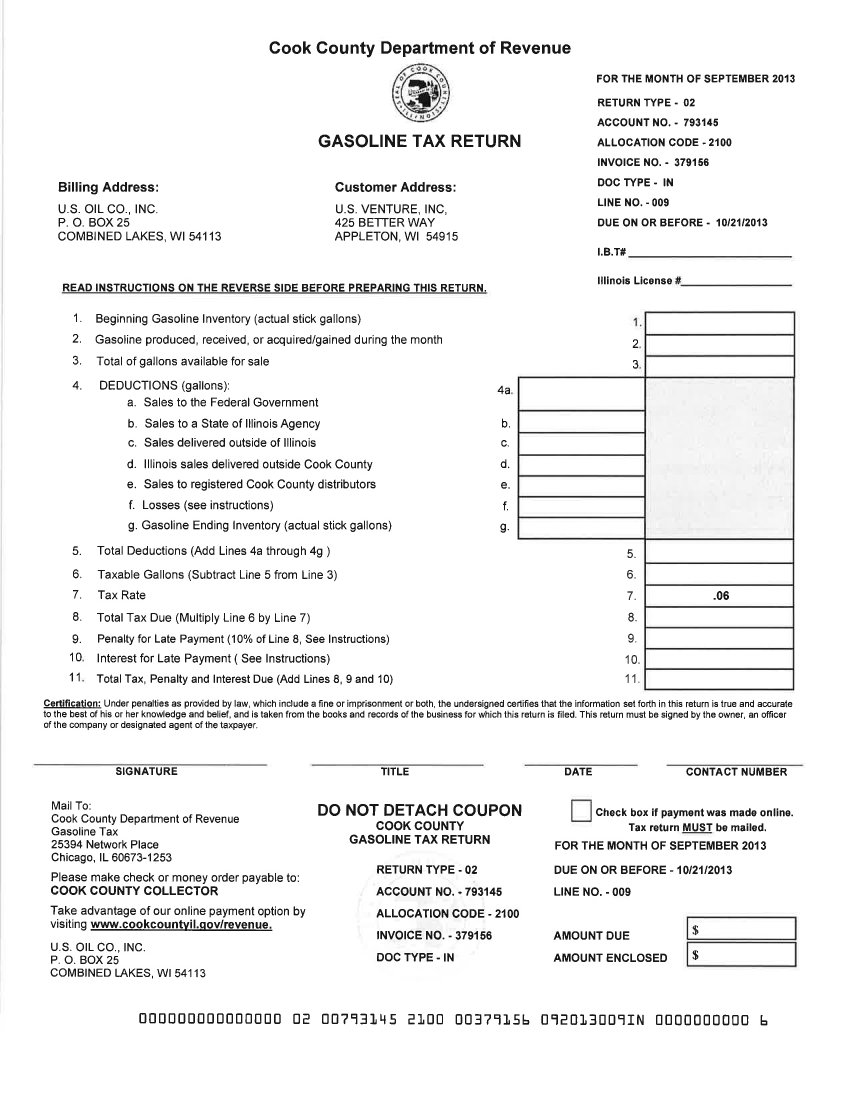 Cook County Department of Revenue
SEAL OF COOK COUNTY
ILLINOIS
GASOLINE TAX RETURN
FOR THE MONTH OF SEPTEMBER 2013
RETURN TYPE - 02
ACCOUNT NO. - 793145
ALLOCATION CODE - 2100
INVOICE NO. - 379156
DOC TYPE - IN
LINE NO. - 009
DUE ON OR BEFORE - 10/21/2013
I.B.T#
Illinois License #
Billing Address:
U.S. OIL CO., INC.
P. O. BOX 25
COMBINED LAKES, WI 54113
Customer Address:
U.S. VENTURE, INC,
425 BETTER WAY
APPLETON, WI 54915
READ INSTRUCTIONS ON THE REVERSE SIDE BEFORE PREPARING THIS RETURN.
1. Beginning Gasoline Inventory (actual stick gallons) 1.
2. Gasoline produced, received, or acquired/gained during the month 2.
3. Total of gallons available for sale 3.
4. DEDUCTIONS (gallons):
a. Sales to the Federal Government 4a.
b. Sales to a State of Illinois Agency b.
c. Sales delivered outside of Illinois c.
d. Illinois sales delivered outside Cook County d.
e. Sales to registered Cook County distributors e.
f. Losses (see instructions) f.
g. Gasoline Ending Inventory (actual stick gallons) g.
5. Total Deductions (Add Lines 4a through 4g ) 5.
6. Taxable Gallons (Subtract Line 5 from Line 3) 6.
7. Tax Rate 7. .06
8. Total Tax Due (Multiply Line 6 by Line 7) 8.
9. Penalty for Late Payment (10% of Line 8, See Instructions) 9.
10. Interest for Late Payment ( See Instructions) 10.
11. Total Tax, Penalty and Interest Due (Add Lines 8, 9 and 10) 11.
Certification: Under penalties as provided by law, which include a fine or imprisonment or both, the undersigned certifies that the information set forth in this return is true and accurate
to the best of his or her knowledge and belief, and is taken from the books and records of the business for which this return is filed. This return must be signed by the owner, an officer
of the company or designated agent of the taxpayer.
SIGNATURE TITLE DATE CONTACT NUMBER
Mail To:
Cook County Department of Revenue
Gasoline Tax
25394 Network Place
Chicago, IL 60673-1253
Please make check or money order payable to:
COOK COUNTY COLLECTOR
Take advantage of our online payment option by
visiting www.cookcountyil.gov/revenue.
U.S. OIL CO., INC.
P. O. BOX 25
COMBINED LAKES, WI 54113
DO NOT DETACH COUPON
COOK COUNTY
GASOLINE TAX RETURN
RETURN TYPE - 02
ACCOUNT NO. - 793145
ALLOCATION CODE - 2100
INVOICE NO. - 379156
DOC TYPE - IN
Check box if payment was made online.
Tax return MUST be mailed.
FOR THE MONTH OF SEPTEMBER 2013
DUE ON OR BEFORE - 10/21/2013
LINE NO. - 009
AMOUNT DUE $
AMOUNT ENCLOSED $
000000000000000 02 00793145 2100 00379156 092013009IN 0000000000 6